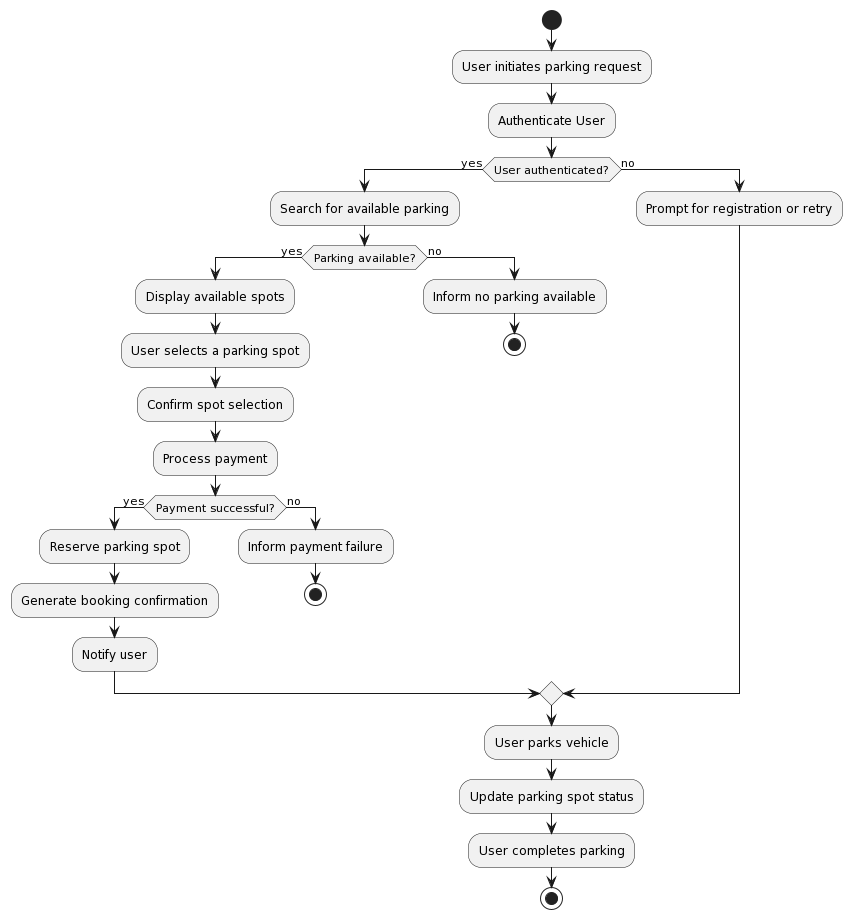 User initiates parking request
Authenticate User
yes
User authenticated?
no
Search for available parking
Prompt for registration or retry
yes
Parking available?
no
Display available spots
Inform no parking available
User selects a parking spot
Confirm spot selection
Process payment
yes
Payment successful?
no
Reserve parking spot
Inform payment failure
Generate booking confirmation
Notify user
User parks vehicle
Update parking spot status
User completes parking